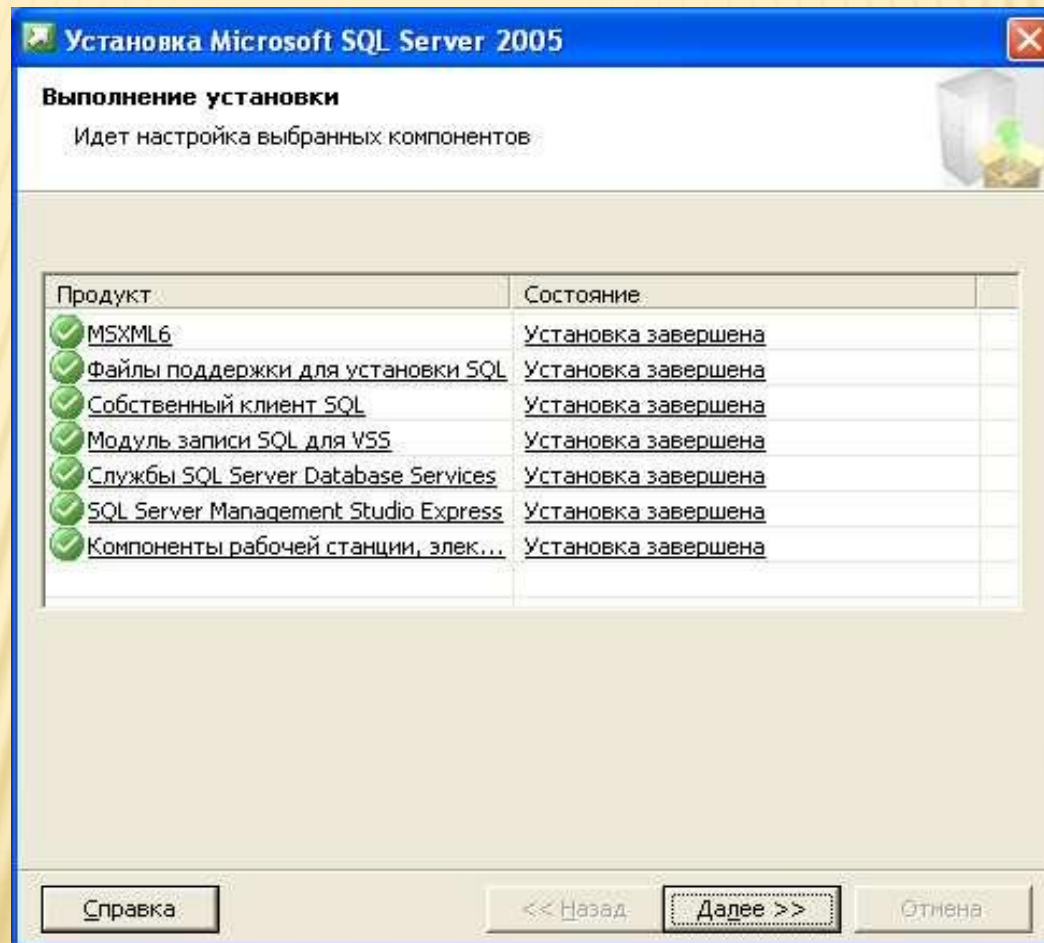 Установка Microsoft SQL Server 2005
Выполнение установки
Идет настройка выбранных компонентов
Продукт Состояние
MSXML6 Установка завершена
Файлы поддержки для установки SQL Установка завершена
Собственный клиент SQL Установка завершена
Модуль записи SQL для VSS Установка завершена
Службы SQL Server Database Services Установка завершена
SQL Server Management Studio Express Установка завершена
Компоненты рабочей станции, элек... Установка завершена
Справка << Назад Далее >> Отмена